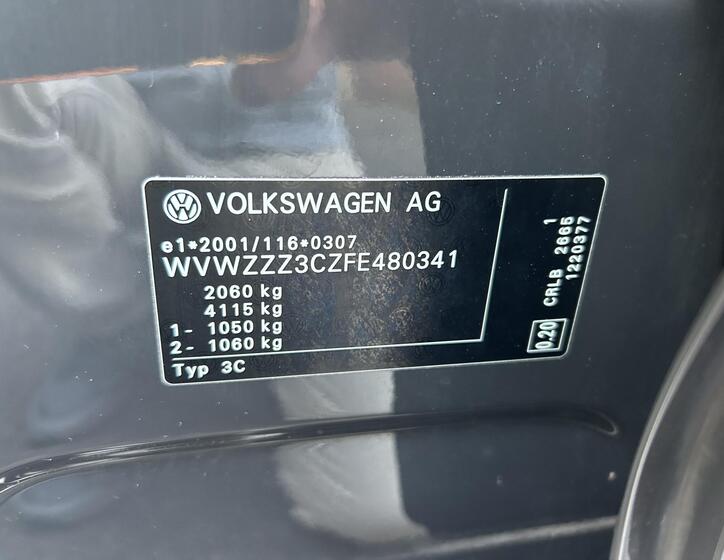 VOLKSWAGEN AG
e1*2001/116*0307
WVWZZZ3CZFE480341
2060 kg
4115 kg
1- 1050 kg
2- 1060 kg
Typ 3C
0.20
CRLB 2665 1
1220377